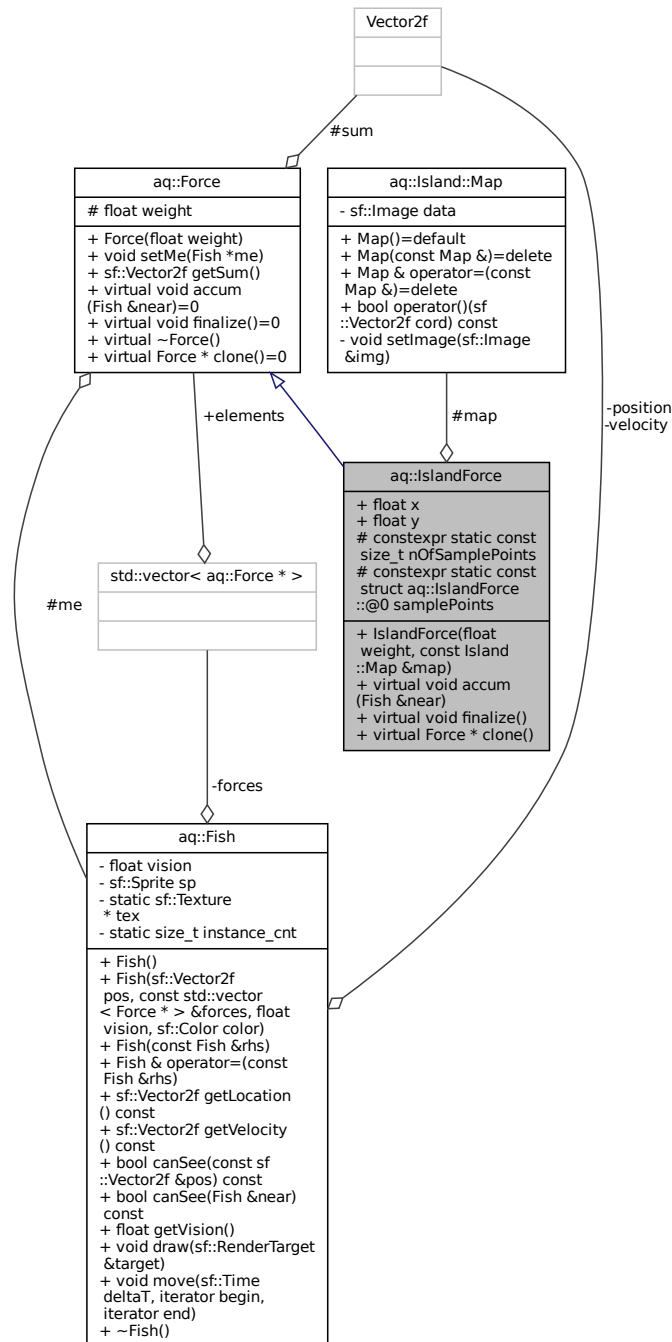 Vector2f
#sum
aq::Force
# float weight
+ Force(float weight)
+ void setMe(Fish *me)
+ sf::Vector2f getSum()
+ virtual void accum
(Fish &near)=0
+ virtual void finalize()=0
+ virtual ~Force()
+ virtual Force * clone()=0
aq::Island::Map
- sf::Image data
+ Map()=default
+ Map(const Map &)=delete
+ Map & operator=(const
Map &)=delete
+ bool operator()(sf
::Vector2f cord) const
- void setImage(sf::Image
&img)
+elements
#map
-position
-velocity
aq::IslandForce
+ float x
+ float y
# constexpr static const
size_t nOfSamplePoints
# constexpr static const
struct aq::IslandForce
::@0 samplePoints
+ IslandForce(float
weight, const Island
::Map &map)
+ virtual void accum
(Fish &near)
+ virtual void finalize()
+ virtual Force * clone()
std::vector< aq::Force * >
#me
-forces
aq::Fish
- float vision
- sf::Sprite sp
- static sf::Texture
* tex
- static size_t instance_cnt
+ Fish()
+ Fish(sf::Vector2f
pos, const std::vector
< Force * > &forces, float
vision, sf::Color color)
+ Fish(const Fish &rhs)
+ Fish & operator=(const
Fish &rhs)
+ sf::Vector2f getLocation
() const
+ sf::Vector2f getVelocity
() const
+ bool canSee(const sf
::Vector2f &pos) const
+ bool canSee(Fish &near)
const
+ float getVision()
+ void draw(sf::RenderTarget
&target)
+ void move(sf::Time
deltaT, iterator begin,
iterator end)
+ ~Fish()